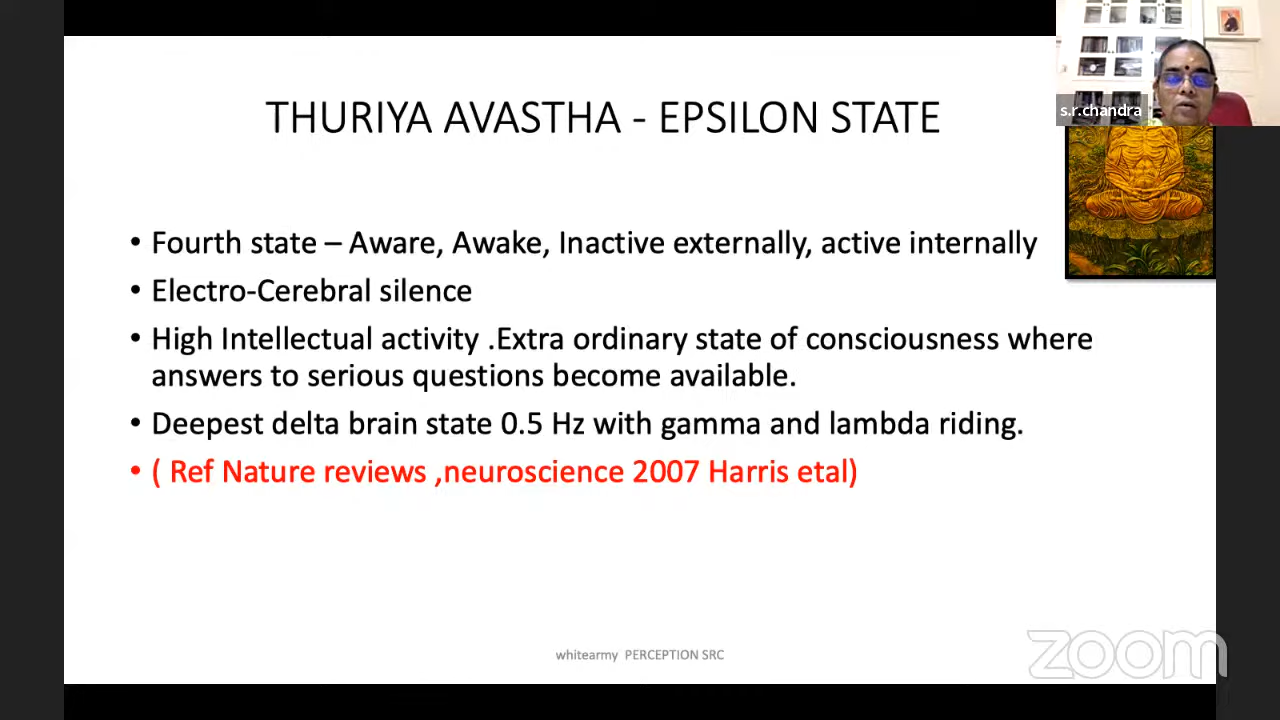 THURIYA AVASTHA - EPSILON STATE
s.r.chandra
• Fourth state – Aware, Awake, Inactive externally, active internally
• Electro-Cerebral silence
• High Intellectual activity .Extra ordinary state of consciousness where
answers to serious questions become available.
• Deepest delta brain state 0.5 Hz with gamma and lambda riding.
• ( Ref Nature reviews ,neuroscience 2007 Harris etal)
whitearmy PERCEPTION SRC
zoom